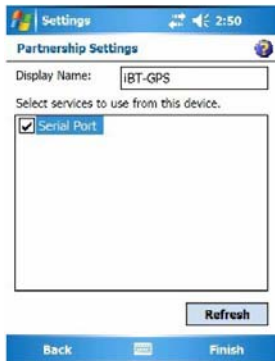 Settings 2:50
Partnership Settings
Display Name: iBT-GPS
Select services to use from this device.
Serial Port
Refresh
Back Finish